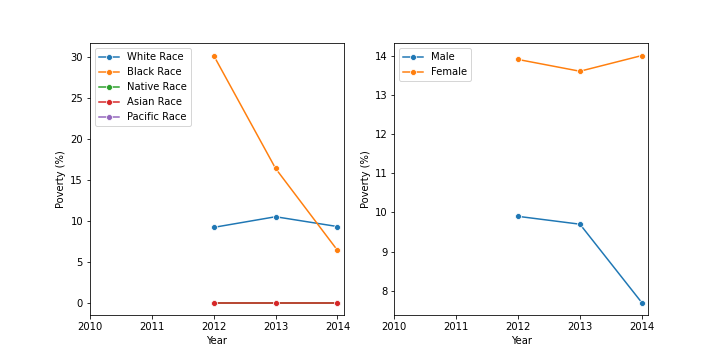 White Race
Black Race
Native Race
Asian Race
Pacific Race
30
25
20
15
10
5
0
Poverty (%)
2010 2011 2012 2013 2014
Year
Male
Female
14
13
12
11
10
9
8
Poverty (%)
2010 2011 2012 2013 2014
Year